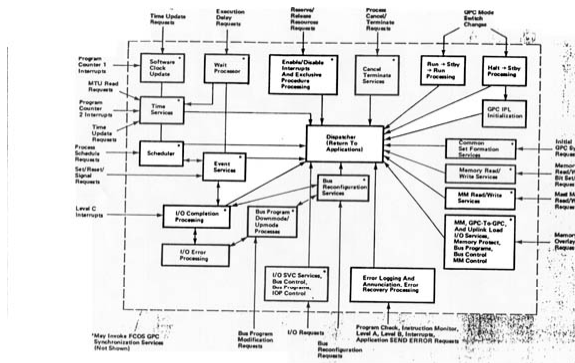 Time Update
Requests
Execution
Delay
Requests
Reserve/
Release
Resources
Requests
Process
Cancel/
Terminate
Requests
GPC Mode
Switch
Changes
Program
Counter 1
Interrupts
MTU Read
Requests
Program
Counter
2 Interrupts
Time
Update
Requests
Process
Schedule
Requests
Set/Reset/
Signal
Requests
Level C
Interrupts
Software *
Clock
Update
Wait *
Processor
Enable/Disable *
Interrupts
And Exclusive
Procedure
Processing
Cancel *
Terminate
Services
Run → Stby
→ Run
Processing
Halt → Stby
Processing
Time *
Services
GPC IPL
Initialization
Scheduler *
Event *
Services
Dispatcher
(Return To
Applications)
Common *
Set Formation
Services
Memory Read/ *
Write Services
MM Read/Write *
Services
Bus *
Reconfiguration
Services
I/O Completion *
Processing
Bus Program *
Downmode/
Upmode
Processes
I/O Error
Processing
MM, GPC-To-GPC, *
And Uplink Load
I/O Services,
Memory Protect,
Bus Programs,
Bus Control
MM Control
I/O SVC Services, *
Bus Control,
Bus Programs,
IOP Control
Error Logging And
Annunciation, Error
Recovery Processing
Initial
Memory
Memory
Overlay
*May Invoke FCOS GPC
Synchronization Services
(Not Shown)
Bus Program
Modification
Requests
I/O Requests
Bus
Reconfiguration
Requests
Program Check, Instruction Monitor,
Level A, Level B, Interrupts,
Application SEND ERROR Requests